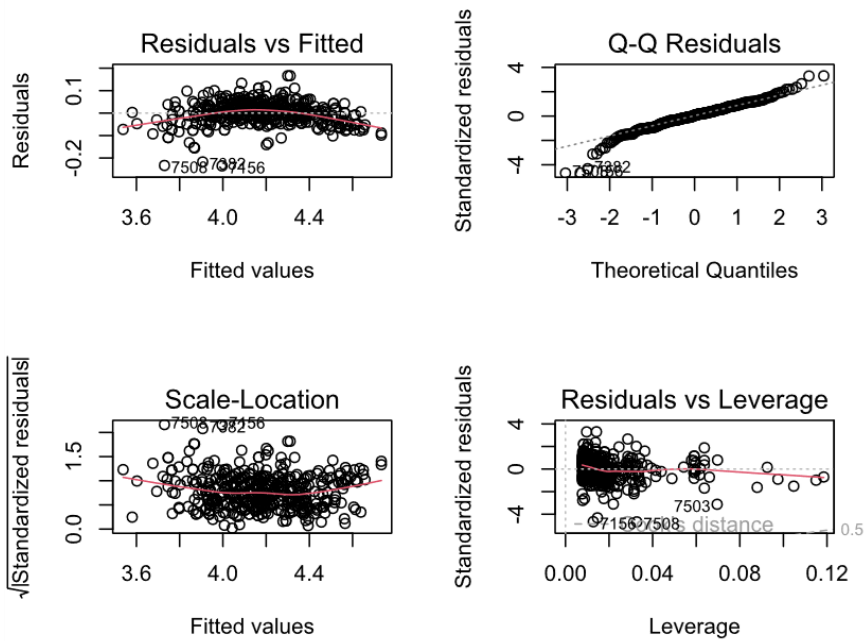 Residuals vs Fitted
Residuals
0.1
-0.2
7508
7382
7156
3.6 4.0 4.4
Fitted values
Q-Q Residuals
Standardized residuals
4
0
-4
7382
-3 -2 -1 0 1 2 3
Theoretical Quantiles
Scale-Location
√|Standardized residuals|
1.5
0.0
7508
7382
7156
3.6 4.0 4.4
Fitted values
Residuals vs Leverage
Standardized residuals
4
0
-4
7503
7156
7508
distance
0.5
0.00 0.04 0.08 0.12
Leverage